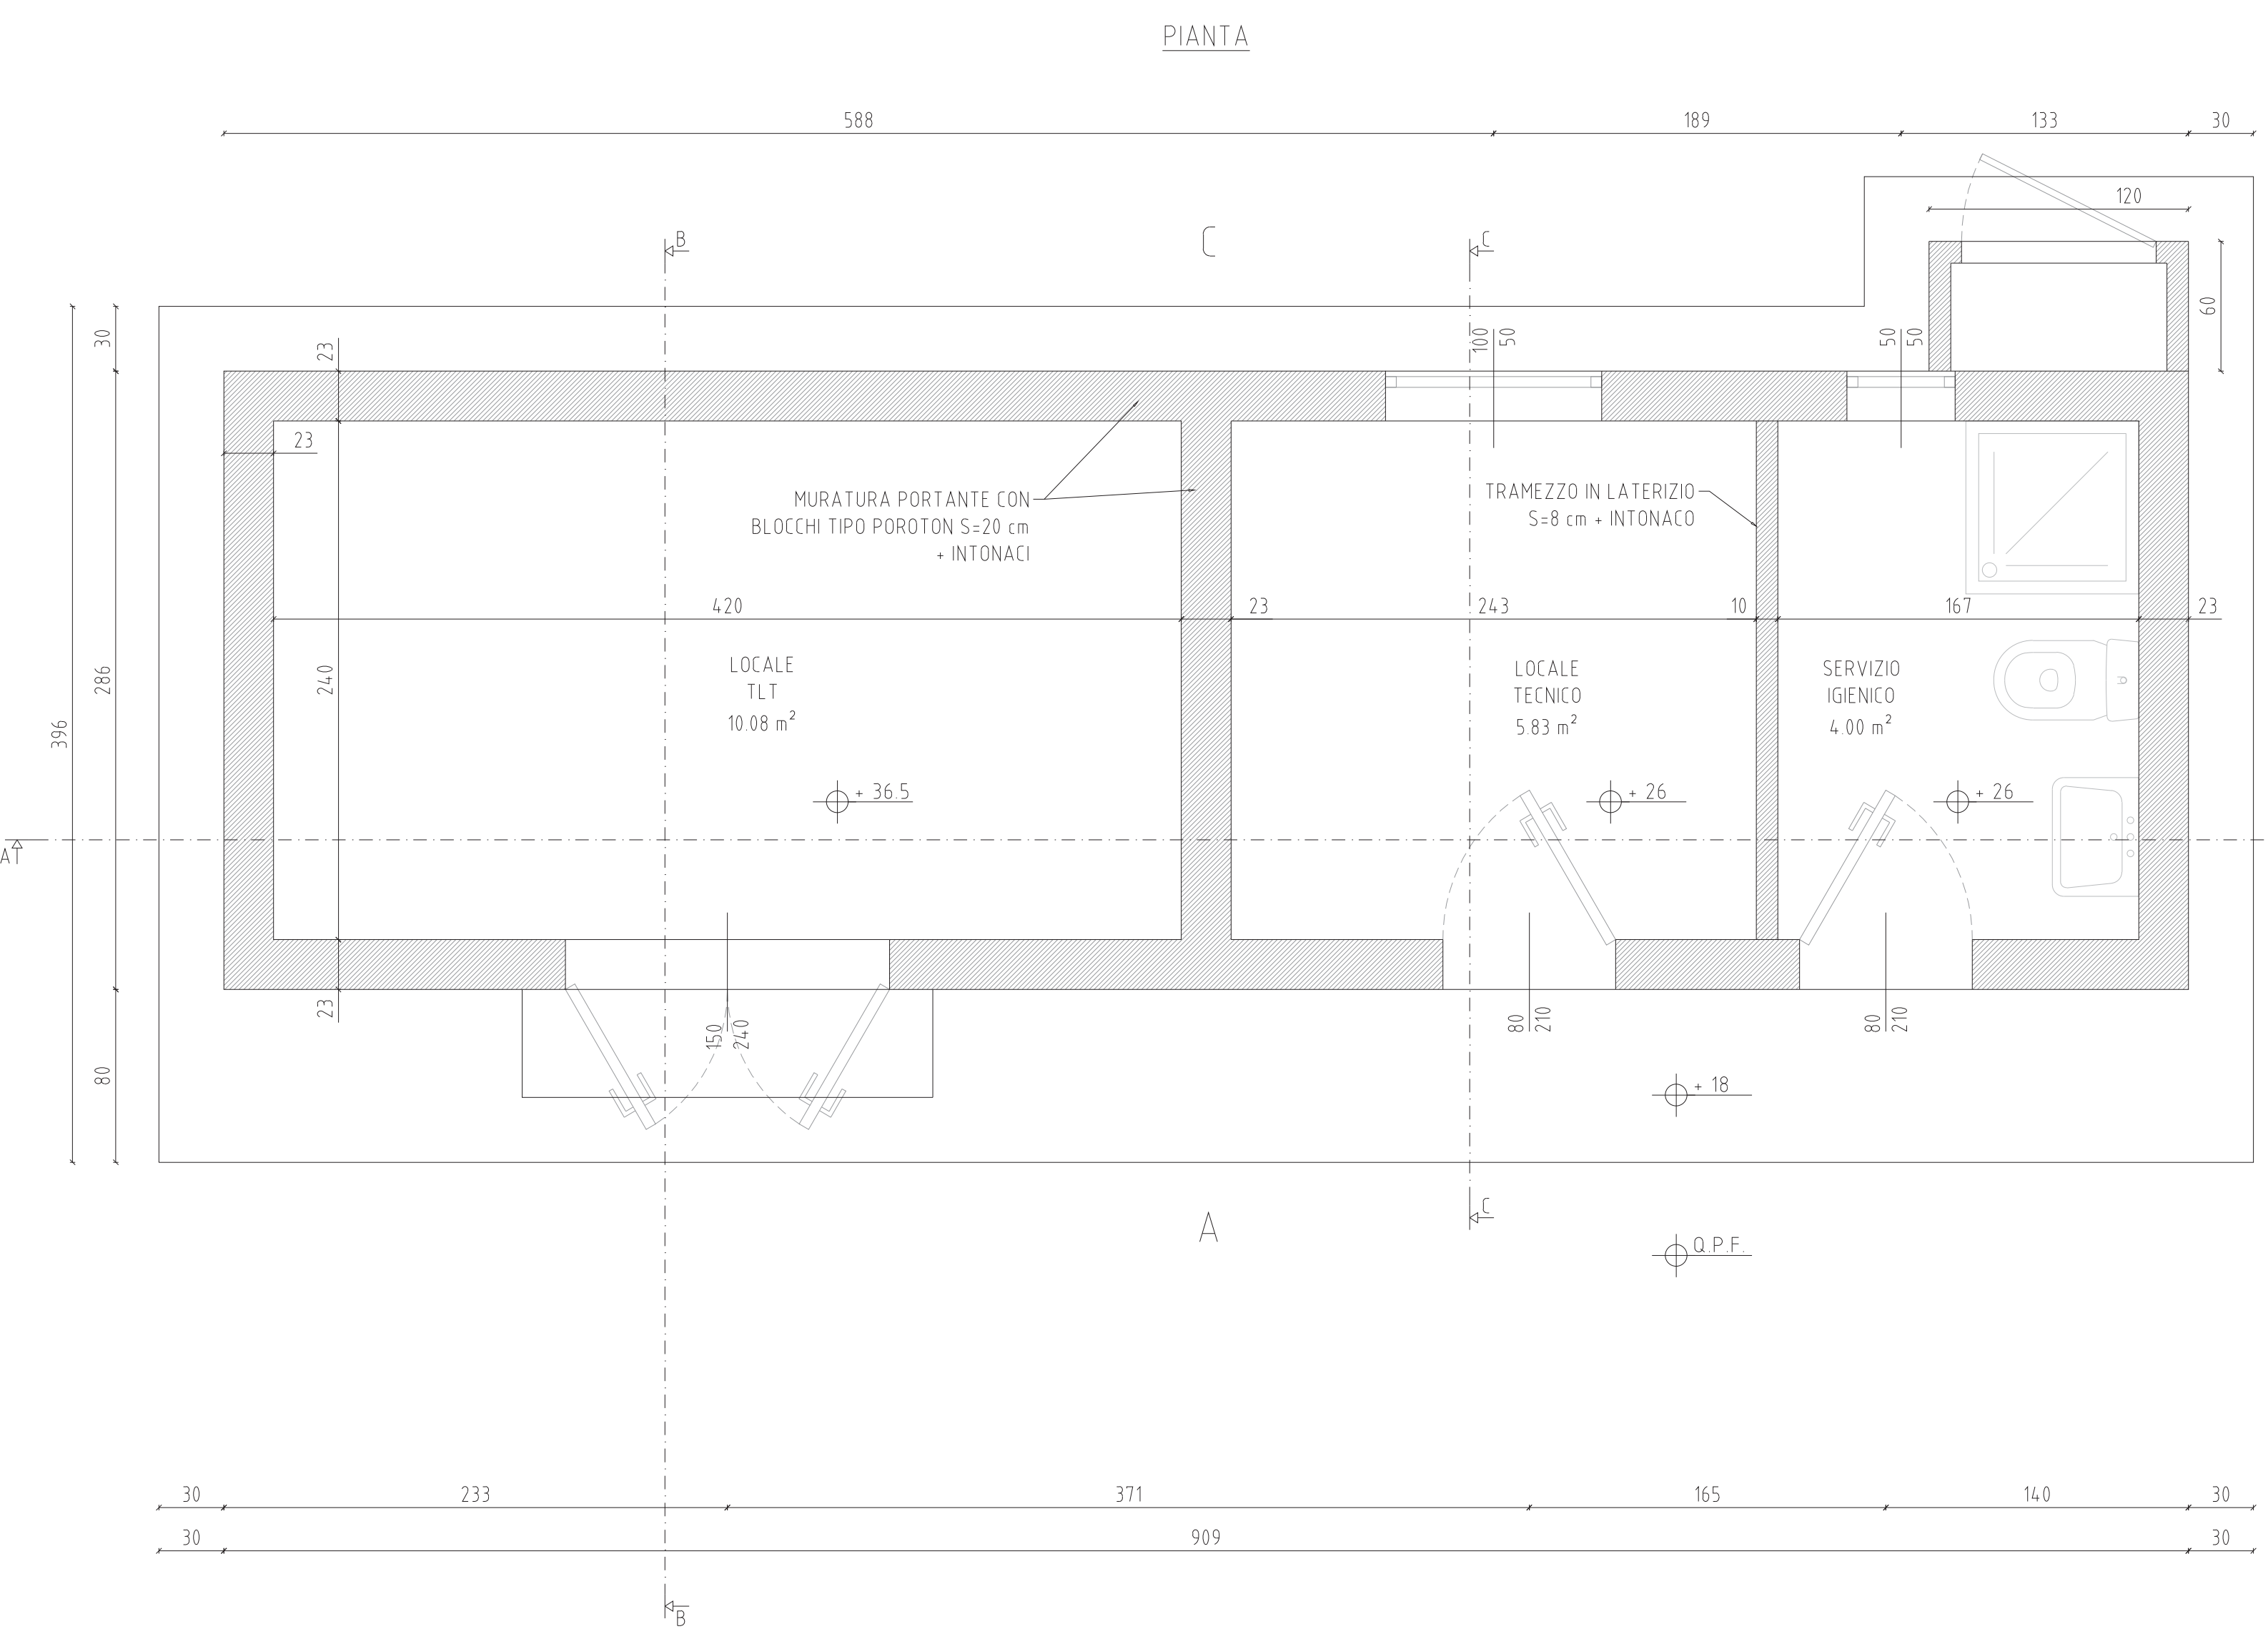 PIANTA
588
189
133
30
120
B
C
C
60
30
23
100
50
50
50
23
MURATURA PORTANTE CON
BLOCCHI TIPO POROTON S=20 cm
+ INTONACI
TRAMEZZO IN LATERIZIO
S=8 cm + INTONACO
420
23
243
10
167
23
LOCALE
TLT
10.08 m²
LOCALE
TECNICO
5.83 m²
SERVIZIO
IGIENICO
4.00 m²
240
286
396
+ 36.5
+ 26
+ 26
A
23
150
240
80
210
80
210
80
+ 18
C
A
Q.P.F.
30
233
371
165
140
30
30
909
30
B